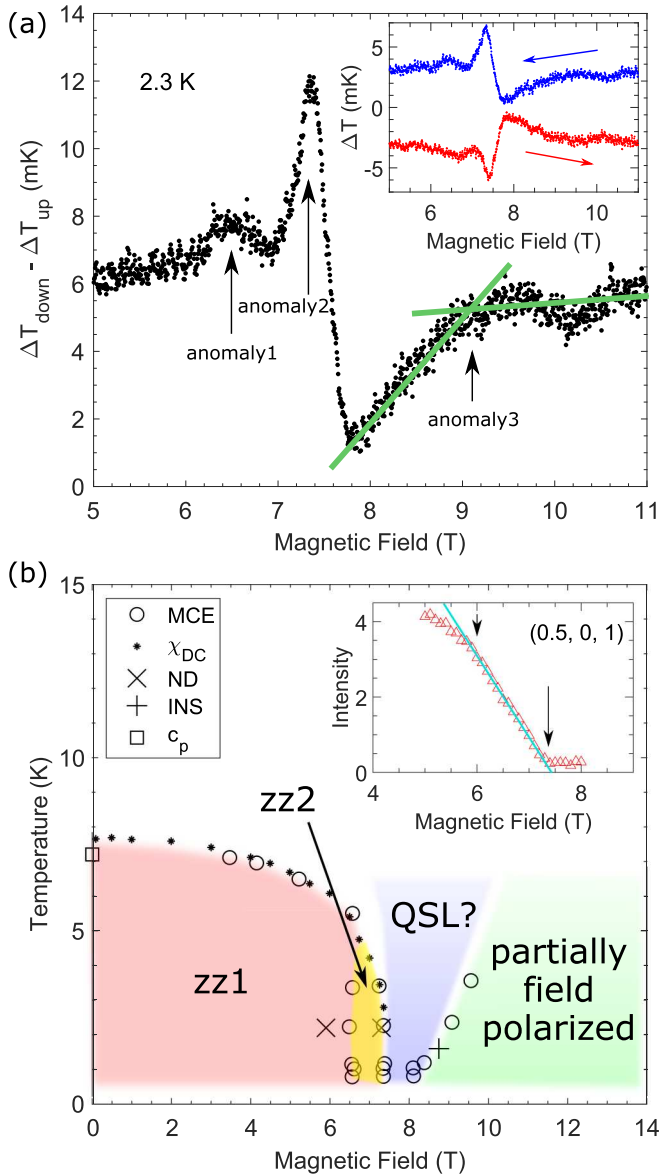 (a)
2.3 K
ΔT_down - ΔT_up (mK)
14
12
10
8
6
4
2
0
5
6
7
8
9
10
11
Magnetic Field (T)
anomaly1
anomaly2
anomaly3
ΔT (mK)
5
0
-5
6
8
10
Magnetic Field (T)
(b)
Temperature (K)
15
10
5
0
0
2
4
6
8
10
12
14
Magnetic Field (T)
MCE
χ_DC
ND
INS
c_p
zz2
zz1
QSL?
partially
field
polarized
(0.5, 0, 1)
Intensity
4
2
0
4
6
8
Magnetic Field (T)